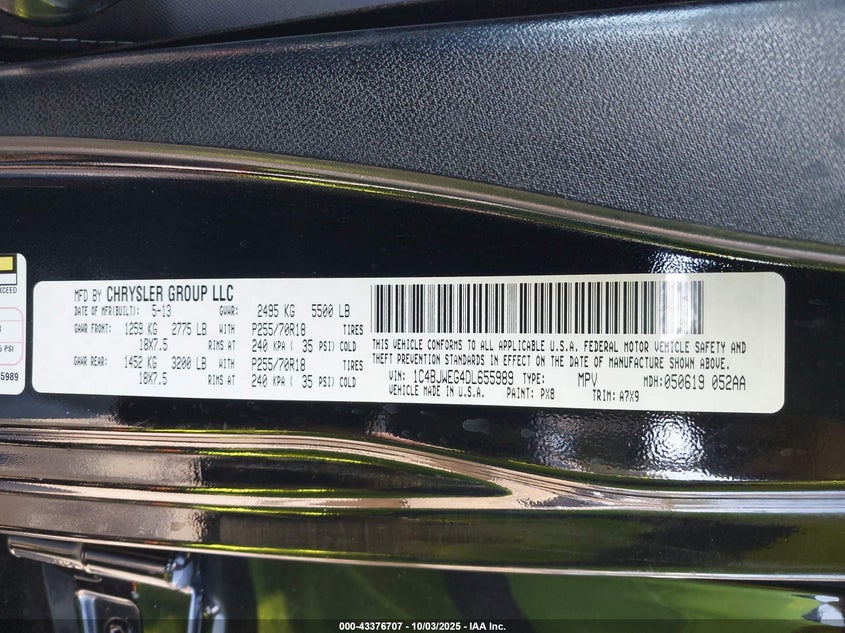 XCEED
PSI
5989
MFD BY CHRYSLER GROUP LLC
DATE OF MFR(BUILT): 5-13 GVWR: 2495 KG 5500 LB
GAWR FRONT: 1259 KG 2775 LB WITH P255/70R18 TIRES
18X7.5 RIMS AT 240 KPA ( 35 PSI) COLD
GAWR REAR: 1452 KG 3200 LB WITH P255/70R18 TIRES
18X7.5 RIMS AT 240 KPA ( 35 PSI) COLD
THIS VEHICLE CONFORMS TO ALL APPLICABLE U.S.A. FEDERAL MOTOR VEHICLE SAFETY AND
THEFT PREVENTION STANDARDS IN EFFECT ON THE DATE OF MANUFACTURE SHOWN ABOVE.
VIN: 1C4BJWEG4DL655989 TYPE: MPV MDH:050619 052AA
VEHICLE MADE IN U.S.A. PAINT: PX8 TRIM: A7X9
000-43376707 - 10/03/2025 - IAA Inc.